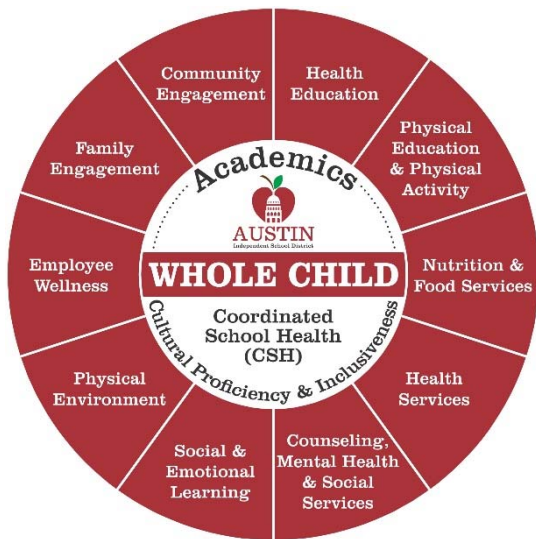 Community
Engagement
Health
Education
Physical
Education
& Physical
Activity
Nutrition &
Food Services
Health
Services
Counseling,
Mental Health
& Social
Services
Social &
Emotional
Learning
Physical
Environment
Employee
Wellness
Family
Engagement
Academics
AUSTIN
Independent School District
WHOLE CHILD
Coordinated
School Health
(CSH)
Cultural Proficiency & Inclusiveness